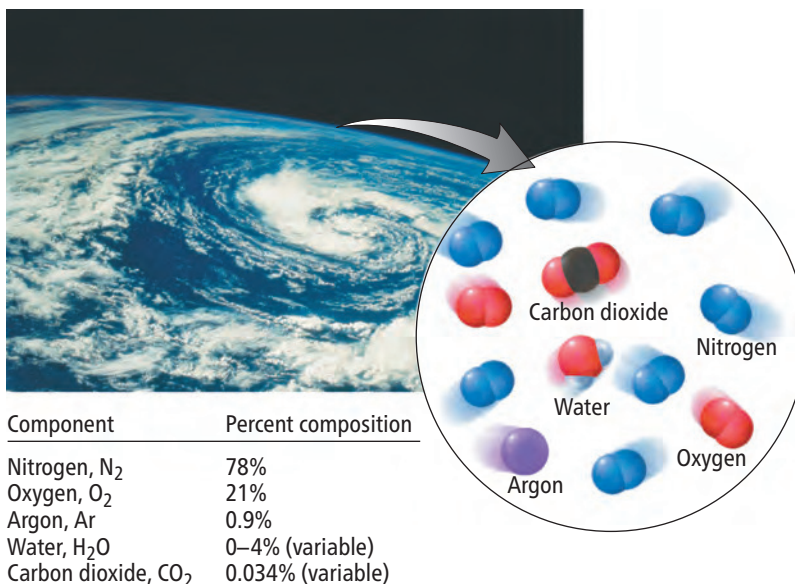 Carbon dioxide
Nitrogen
Water
Oxygen
Argon
Component Percent composition
Nitrogen, N₂ 78%
Oxygen, O₂ 21%
Argon, Ar 0.9%
Water, H₂O 0–4% (variable)
Carbon dioxide, CO₂ 0.034% (variable)